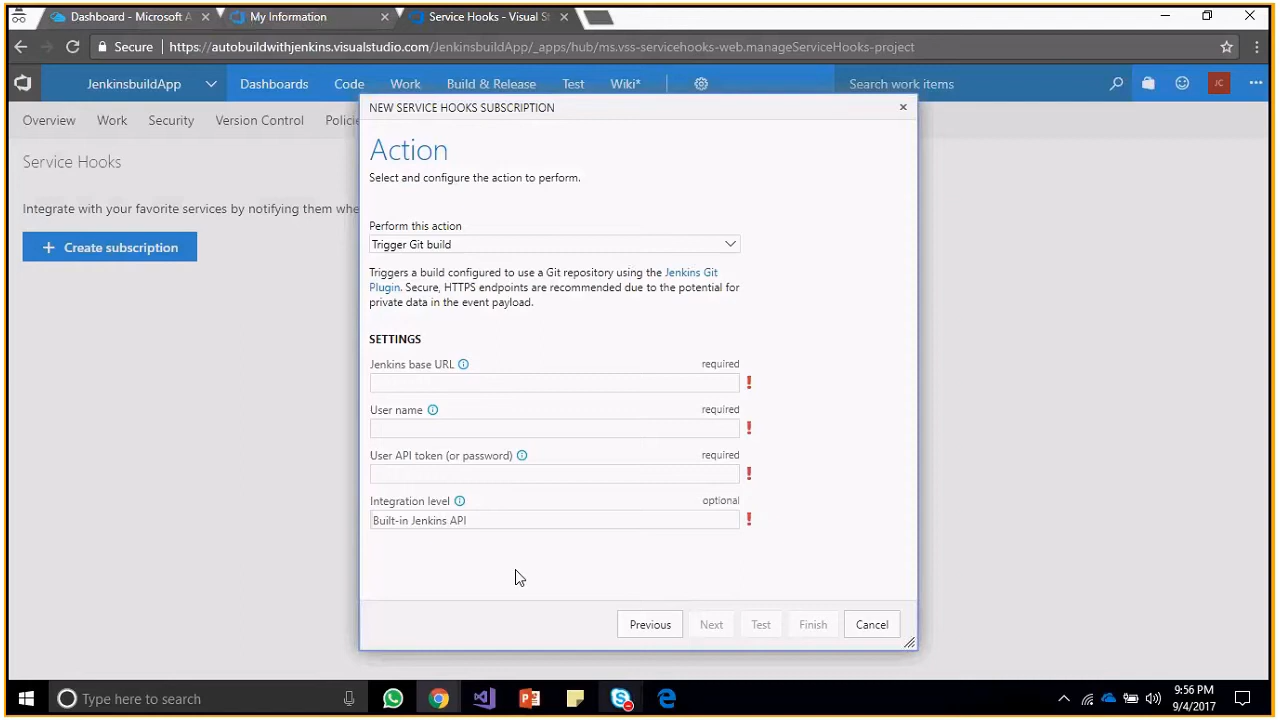 Dashboard - Microsoft A
My Information
Service Hooks - Visual St
Secure
https://autobuildwithjenkins.visualstudio.com/JenkinsbuildApp/_apps/hub/ms.vss-servicehooks-web.manageServiceHooks-project
JenkinsbuildApp
Dashboards
Code
Work
Build & Release
Test
Wiki*
Search work items
JC
Overview
Work
Security
Version Control
Policie
Service Hooks
Integrate with your favorite services by notifying them whe
+ Create subscription
NEW SERVICE HOOKS SUBSCRIPTION
Action
Select and configure the action to perform.
Perform this action
Trigger Git build
Triggers a build configured to use a Git repository using the Jenkins Git
Plugin. Secure, HTTPS endpoints are recommended due to the potential for
private data in the event payload.
SETTINGS
Jenkins base URL
required
User name
required
User API token (or password)
required
Integration level
optional
Built-in Jenkins API
Previous
Next
Test
Finish
Cancel
Type here to search
9:56 PM
9/4/2017